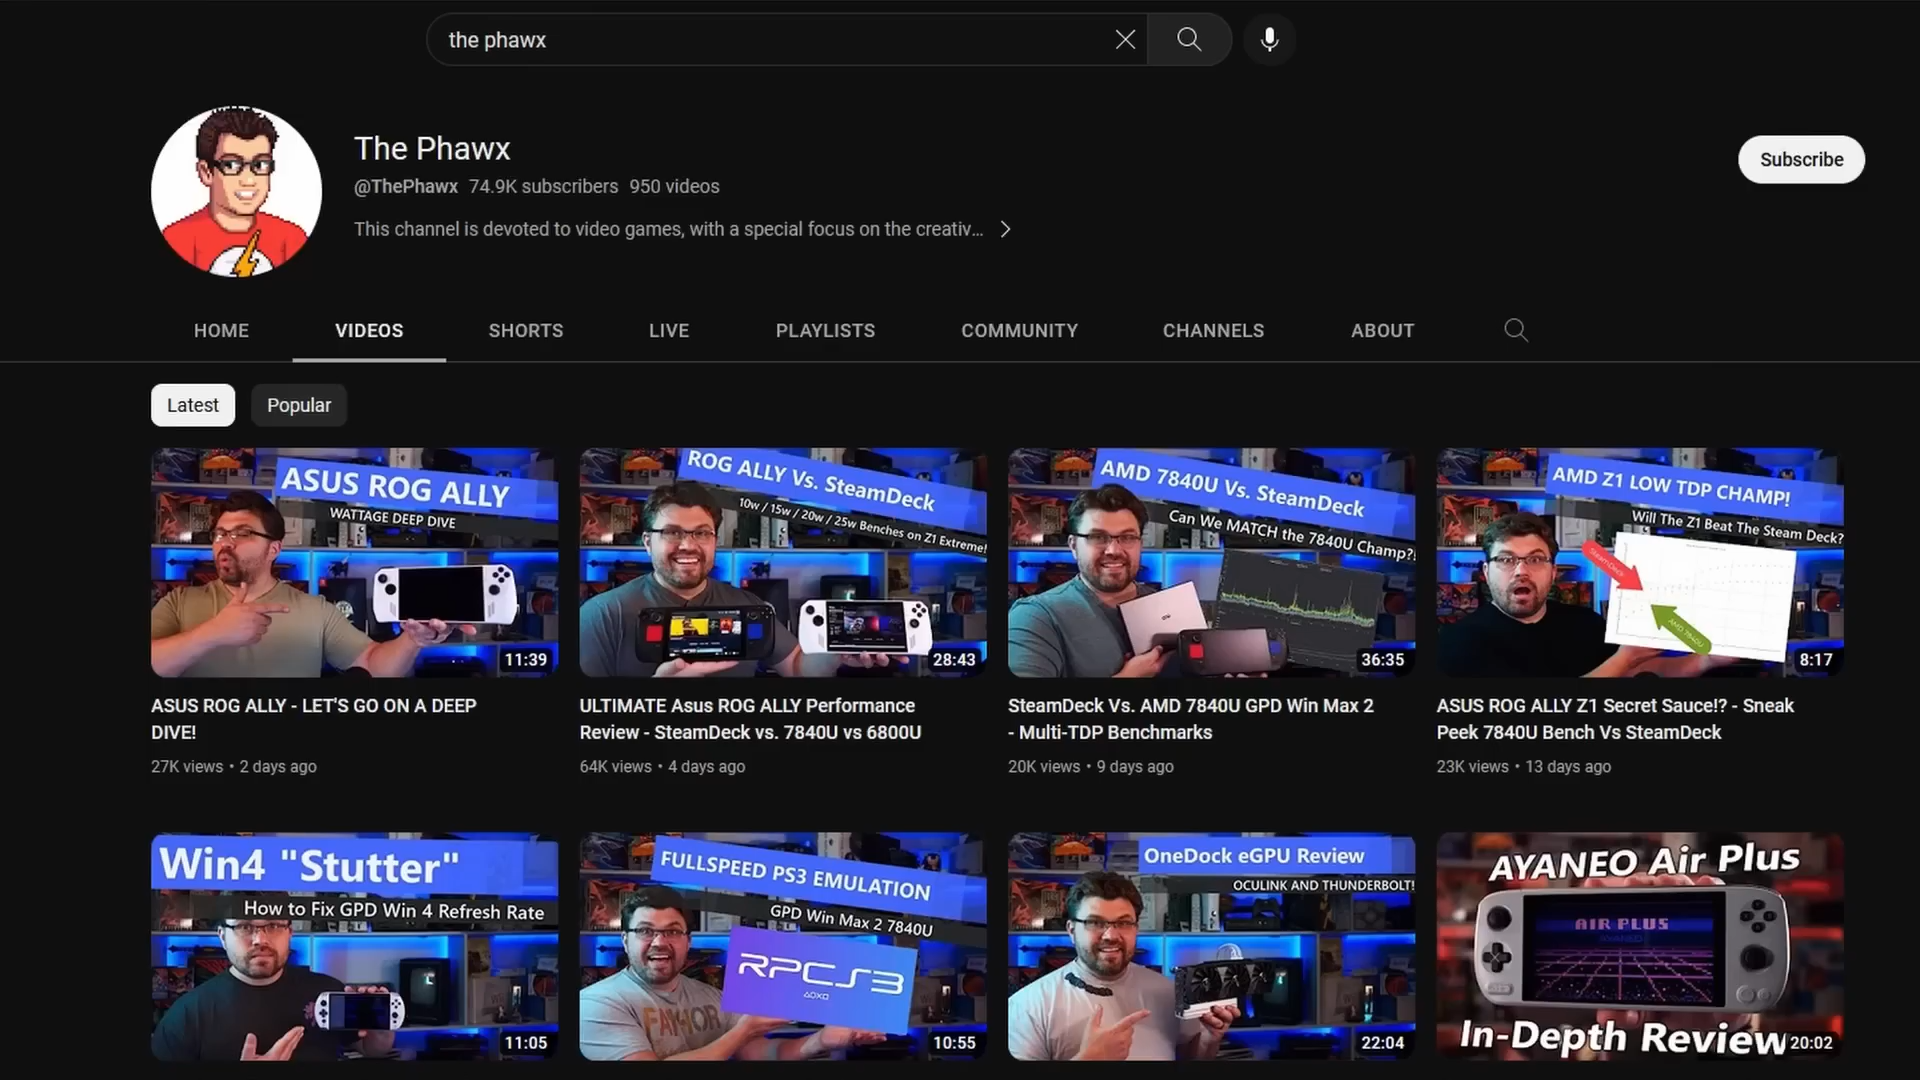 the phawx
The Phawx
@ThePhawx 74.9K subscribers 950 videos
This channel is devoted to video games, with a special focus on the creativ...
Subscribe
HOME VIDEOS SHORTS LIVE PLAYLISTS COMMUNITY CHANNELS ABOUT
Latest Popular
ASUS ROG ALLY
WATTAGE DEEP DIVE
11:39
ROG ALLY Vs. SteamDeck
10w / 15w / 20w / 25w Benches on Z1 Extreme!
28:43
AMD 7840U Vs. SteamDeck
Can We MATCH the 7840U Champ?!
36:35
AMD Z1 LOW TDP CHAMP!
Will The Z1 Beat The Steam Deck?
SteamDeck
AMD 7840U
8:17
ASUS ROG ALLY - LET'S GO ON A DEEP
DIVE!
27K views • 2 days ago
ULTIMATE Asus ROG ALLY Performance
Review - SteamDeck vs. 7840U vs 6800U
64K views • 4 days ago
SteamDeck Vs. AMD 7840U GPD Win Max 2
- Multi-TDP Benchmarks
20K views • 9 days ago
ASUS ROG ALLY Z1 Secret Sauce!? - Sneak
Peek 7840U Bench Vs SteamDeck
23K views • 13 days ago
Win4 "Stutter"
How to Fix GPD Win 4 Refresh Rate
11:05
FULLSPEED PS3 EMULATION
GPD Win Max 2 7840U
RPCS3
10:55
OneDock eGPU Review
OCULINK AND THUNDERBOLT!
22:04
AYANEO Air Plus
AIR PLUS
In-Depth Review
20:02